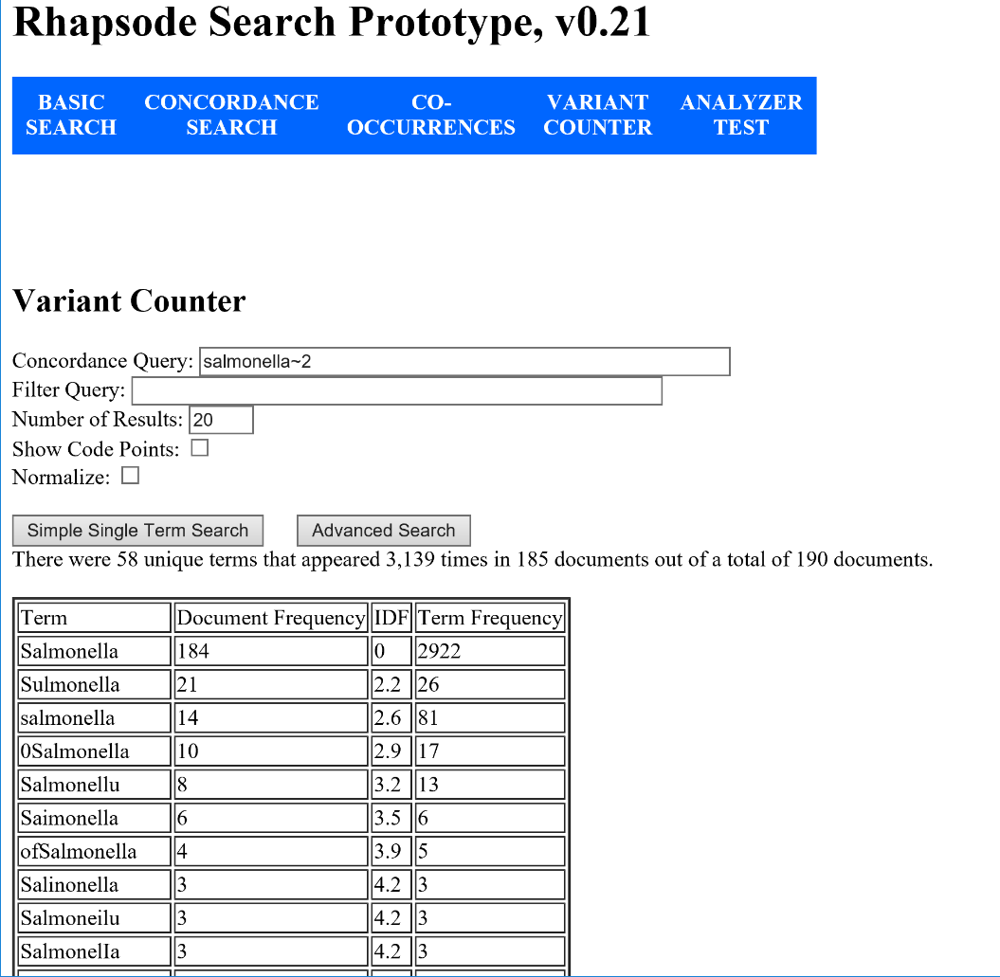 Rhapsode Search Prototype, v0.21
BASIC SEARCH CONCORDANCE SEARCH CO-OCCURRENCES VARIANT COUNTER ANALYZER TEST
Variant Counter
Concordance Query: salmonella~2
Filter Query:
Number of Results: 20
Show Code Points:
Normalize:
Simple Single Term Search Advanced Search
There were 58 unique terms that appeared 3,139 times in 185 documents out of a total of 190 documents.
Term Document Frequency IDF Term Frequency
Salmonella 184 0 2922
Sulmonella 21 2.2 26
salmonella 14 2.6 81
0Salmonella 10 2.9 17
Salmonellu 8 3.2 13
Saimonella 6 3.5 6
ofSalmonella 4 3.9 5
Salinonella 3 4.2 3
Salmoneilu 3 4.2 3
SalmonelIa 3 4.2 3